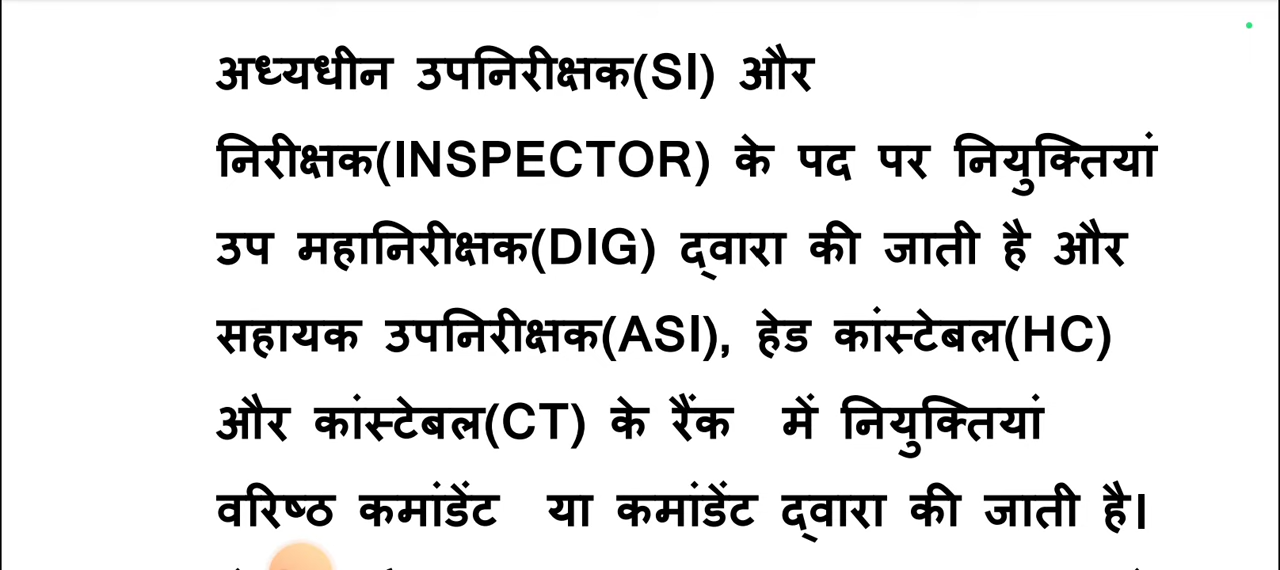 अध्यधीन उपनिरीक्षक(SI) और
निरीक्षक(INSPECTOR) के पद पर नियुक्तियां
उप महानिरीक्षक(DIG) द्वारा की जाती है और
सहायक उपनिरीक्षक(ASI), हेड कांस्टेबल(HC)
और कांस्टेबल(CT) के रैंक में नियुक्तियां
वरिष्ठ कमांडेंट या कमांडेंट द्वारा की जाती है।